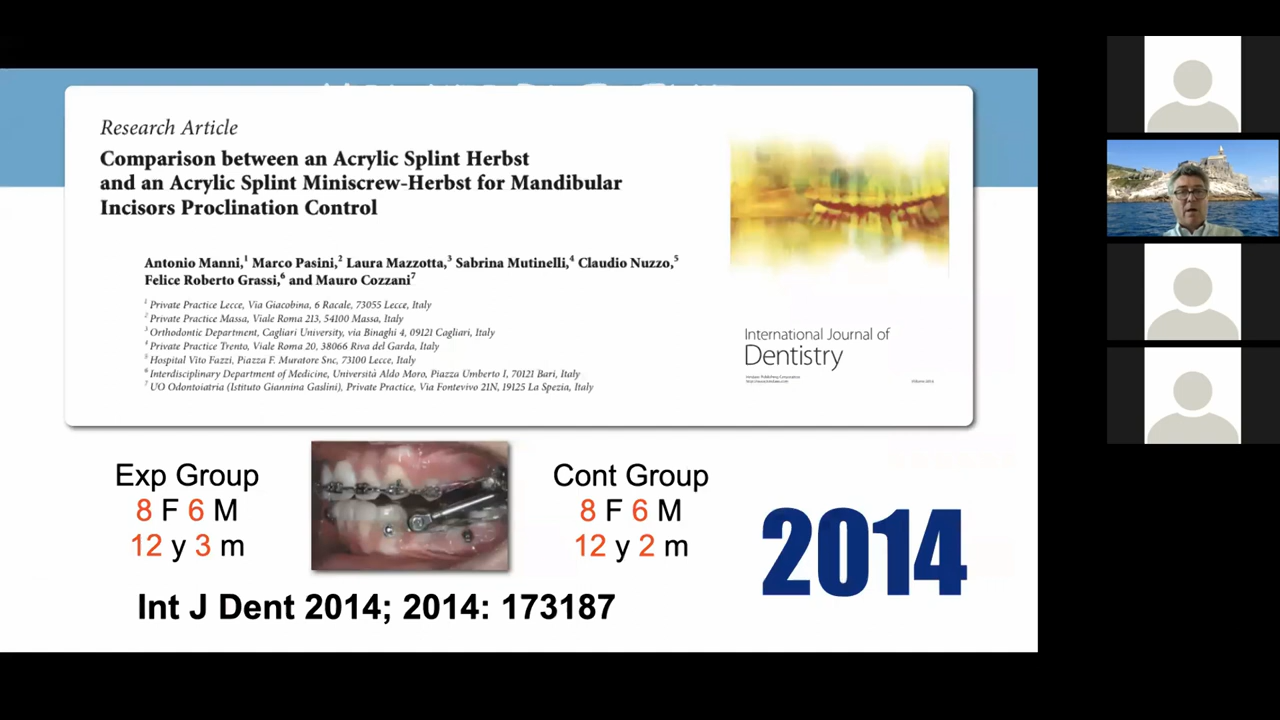 Research Article
Comparison between an Acrylic Splint Herbst
and an Acrylic Splint Miniscrew-Herbst for Mandibular
Incisors Proclination Control
Antonio Manni,1 Marco Pasini,2 Laura Mazzotta,3 Sabrina Mutinelli,4 Claudio Nuzzo,5
Felice Roberto Grassi,6 and Mauro Cozzani7
1 Private Practice Lecce, Via Giacobina, 6 Racale, 73055 Lecce, Italy
2 Private Practice Massa, Viale Roma 213, 54100 Massa, Italy
3 Orthodontic Department, Cagliari University, via Binaghi 4, 09121 Cagliari, Italy
4 Private Practice Trento, Viale Roma 20, 38066 Riva del Garda, Italy
5 Hospital Vito Fazzi, Piazza F. Muratore Snc, 73100 Lecce, Italy
6 Interdisciplinary Department of Medicine, Università Aldo Moro, Piazza Umberto I, 70121 Bari, Italy
7 UO Odontoiatria (Istituto Giannina Gaslini), Private Practice, Via Fontevivo 21N, 19125 La Spezia, Italy
International Journal of
Dentistry
Exp Group
8 F 6 M
12 y 3 m
Cont Group
8 F 6 M
12 y 2 m
2014
Int J Dent 2014; 2014: 173187